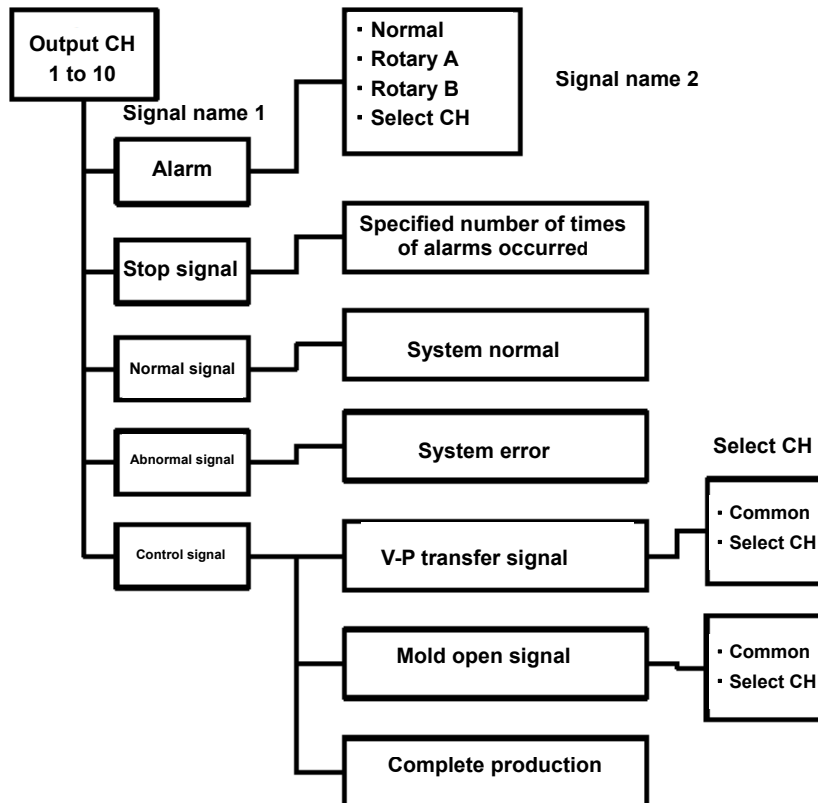 Output CH
1 to 10
Signal name 1
Signal name 2
・Normal
・Rotary A
・Rotary B
・Select CH
Alarm
Stop signal
Specified number of times
of alarms occurred
Normal signal
System normal
Abnormal signal
System error
Select CH
Control signal
V-P transfer signal
・Common
・Select CH
Mold open signal
・Common
・Select CH
Complete production